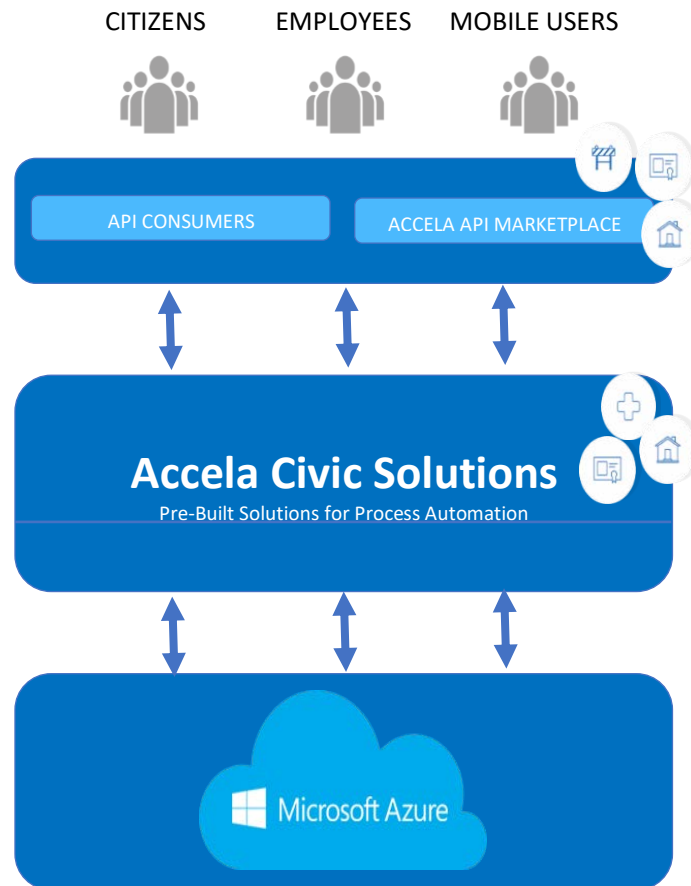 CITIZENS EMPLOYEES MOBILE USERS
API CONSUMERS ACCELA API MARKETPLACE
Accela Civic Solutions
Pre-Built Solutions for Process Automation
Microsoft Azure